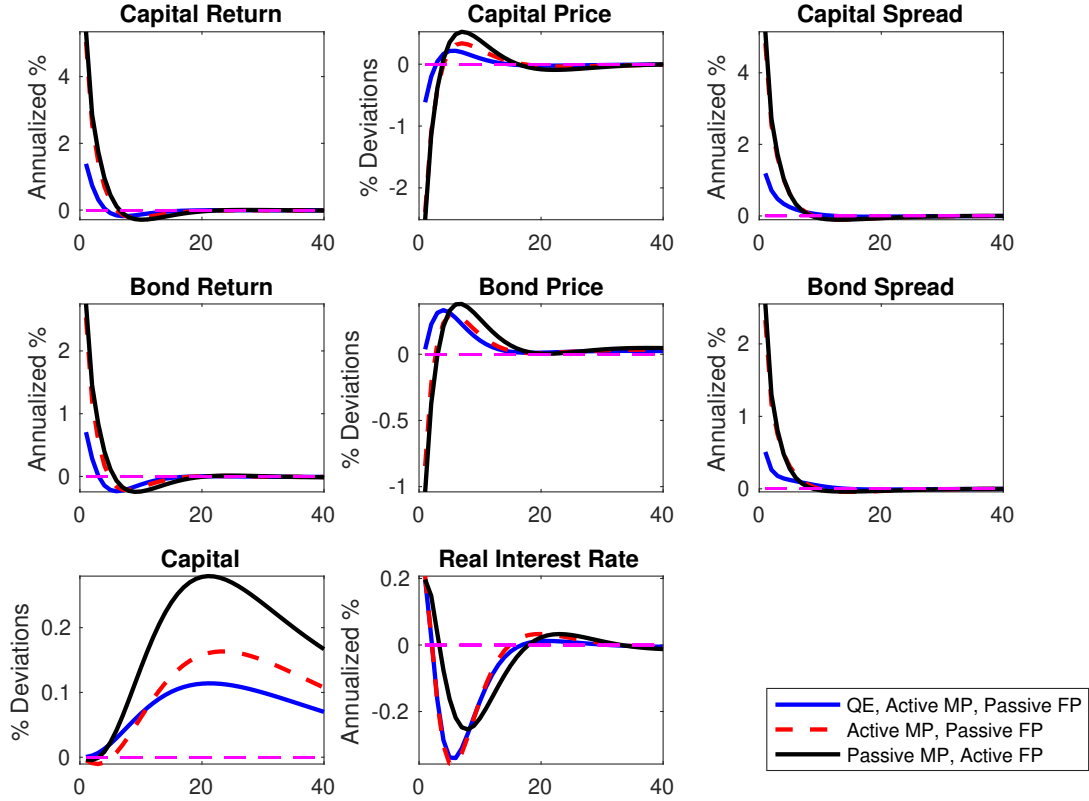 Capital Return
Capital Price
Capital Spread
Annualized %
4
2
0
0 20 40
% Deviations
0
-1
-2
0 20 40
Annualized %
4
2
0
0 20 40
Bond Return
Bond Price
Bond Spread
Annualized %
2
1
0
0 20 40
% Deviations
0
-0.5
-1
0 20 40
Annualized %
2
1
0
0 20 40
Capital
Real Interest Rate
% Deviations
0.2
0.1
0
0 20 40
Annualized %
0.2
0
-0.2
0 20 40
QE, Active MP, Passive FP
Active MP, Passive FP
Passive MP, Active FP